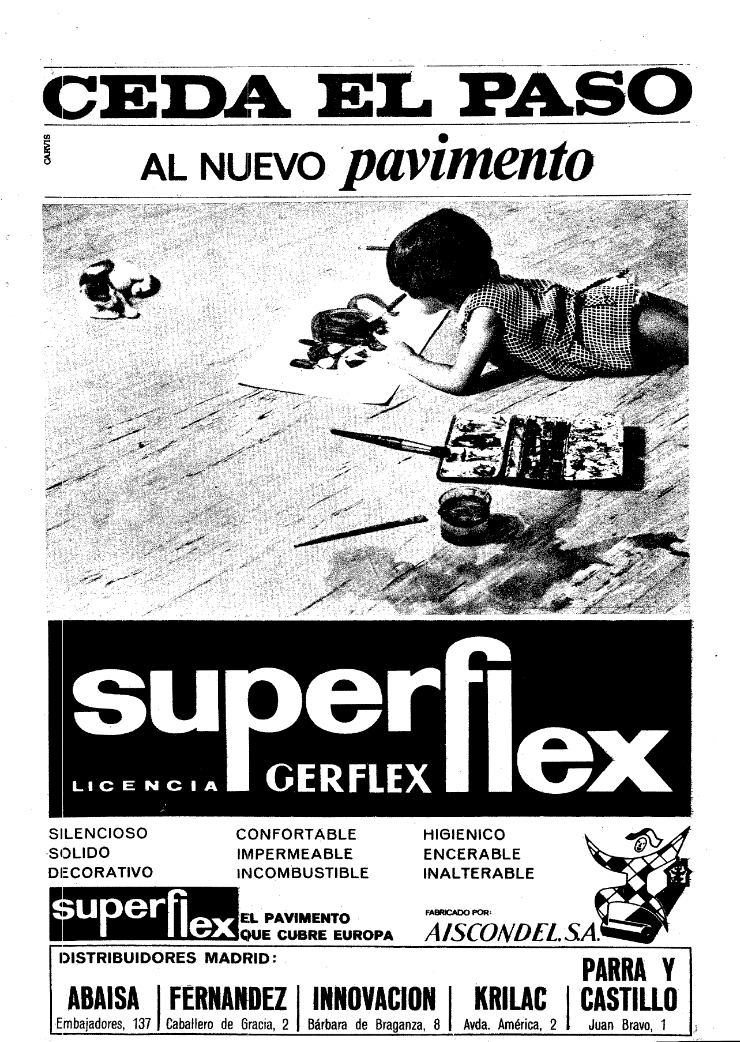 CEDA EL PASO
CARVIS
AL NUEVO pavimento
superflex
LICENCIA GERFLEX
SILENCIOSO CONFORTABLE HIGIENICO
SOLIDO IMPERMEABLE ENCERABLE
DECORATIVO INCOMBUSTIBLE INALTERABLE
superflex
EL PAVIMENTO
QUE CUBRE EUROPA
FABRICADO POR:
AISCONDEL, S.A.
DISTRIBUIDORES MADRID:
ABAISA
Embajadores, 137
FERNANDEZ
Caballero de Gracia, 2
INNOVACION
Bárbara de Braganza, 8
KRILAC
Avda. América, 2
PARRA Y
CASTILLO
Juan Bravo, 1